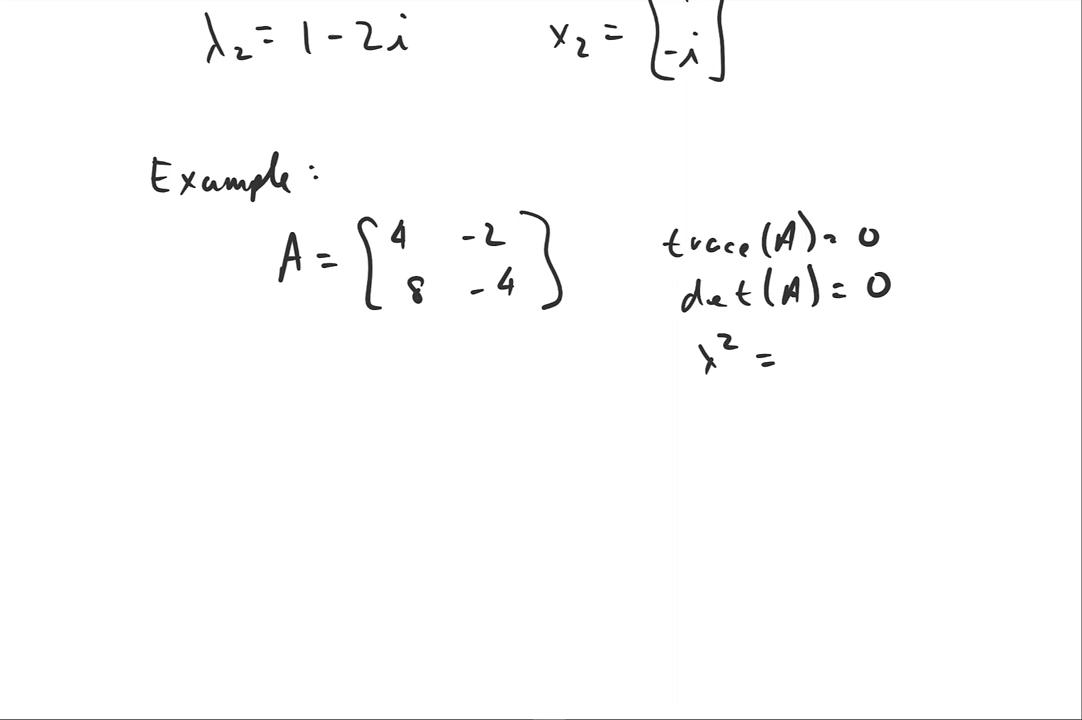 λ₂ = 1 - 2i x₂ = [ -i ]
Example:
A = [ 4 -2
8 -4 ]
trace(A) = 0
det(A) = 0
λ² =